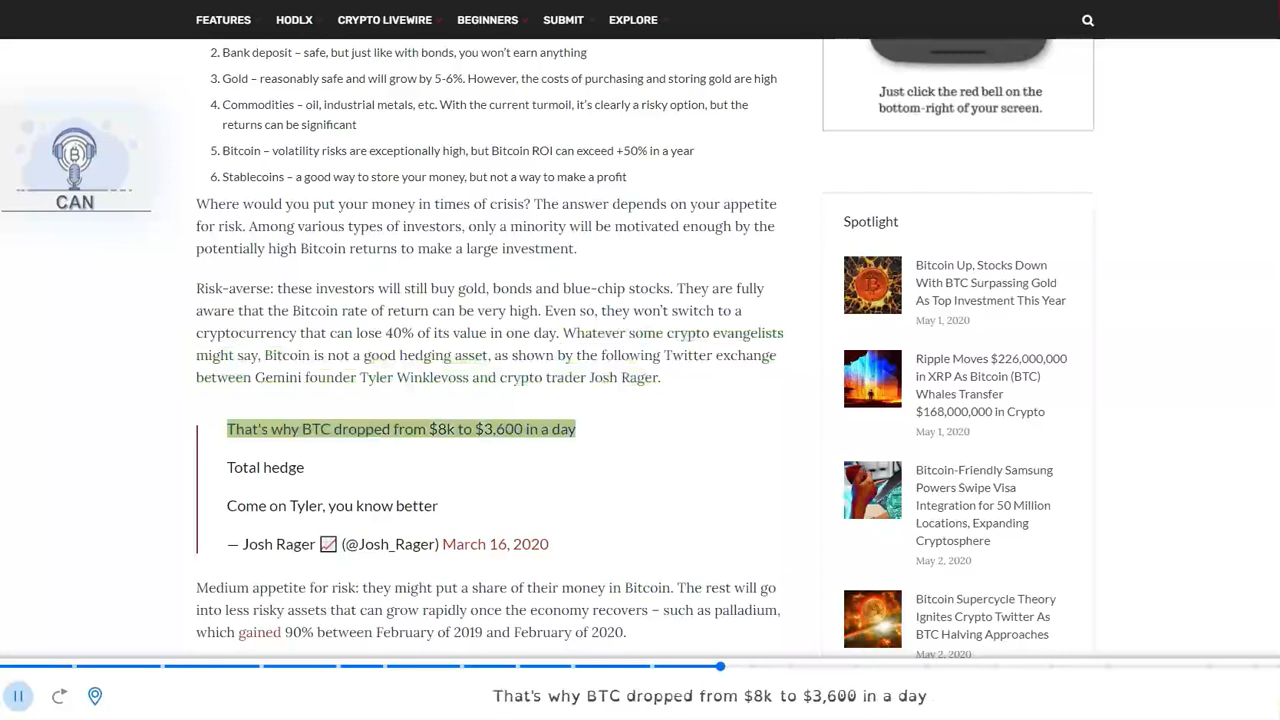 FEATURES HODLX CRYPTO LIVEWIRE BEGINNERS SUBMIT EXPLORE
2. Bank deposit – safe, but just like with bonds, you won't earn anything
3. Gold – reasonably safe and will grow by 5-6%. However, the costs of purchasing and storing gold are high
4. Commodities – oil, industrial metals, etc. With the current turmoil, it's clearly a risky option, but the
returns can be significant
5. Bitcoin – volatility risks are exceptionally high, but Bitcoin ROI can exceed +50% in a year
6. Stablecoins – a good way to store your money, but not a way to make a profit
Where would you put your money in times of crisis? The answer depends on your appetite
for risk. Among various types of investors, only a minority will be motivated enough by the
potentially high Bitcoin returns to make a large investment.
Risk-averse: these investors will still buy gold, bonds and blue-chip stocks. They are fully
aware that the Bitcoin rate of return can be very high. Even so, they won't switch to a
cryptocurrency that can lose 40% of its value in one day. Whatever some crypto evangelists
might say, Bitcoin is not a good hedging asset, as shown by the following Twitter exchange
between Gemini founder Tyler Winklevoss and crypto trader Josh Rager.
That's why BTC dropped from $8k to $3,600 in a day
Total hedge
Come on Tyler, you know better
— Josh Rager 📈 (@Josh_Rager) March 16, 2020
Medium appetite for risk: they might put a share of their money in Bitcoin. The rest will go
into less risky assets that can grow rapidly once the economy recovers – such as palladium,
which gained 90% between February of 2019 and February of 2020.
CAN
Just click the red bell on the
bottom-right of your screen.
Spotlight
Bitcoin Up, Stocks Down
With BTC Surpassing Gold
As Top Investment This Year
May 1, 2020
Ripple Moves $226,000,000
in XRP As Bitcoin (BTC)
Whales Transfer
$168,000,000 in Crypto
May 1, 2020
Bitcoin-Friendly Samsung
Powers Swipe Visa
Integration for 50 Million
Locations, Expanding
Cryptosphere
May 2, 2020
Bitcoin Supercycle Theory
Ignites Crypto Twitter As
BTC Halving Approaches
May 2, 2020
That's why BTC dropped from $8k to $3,600 in a day